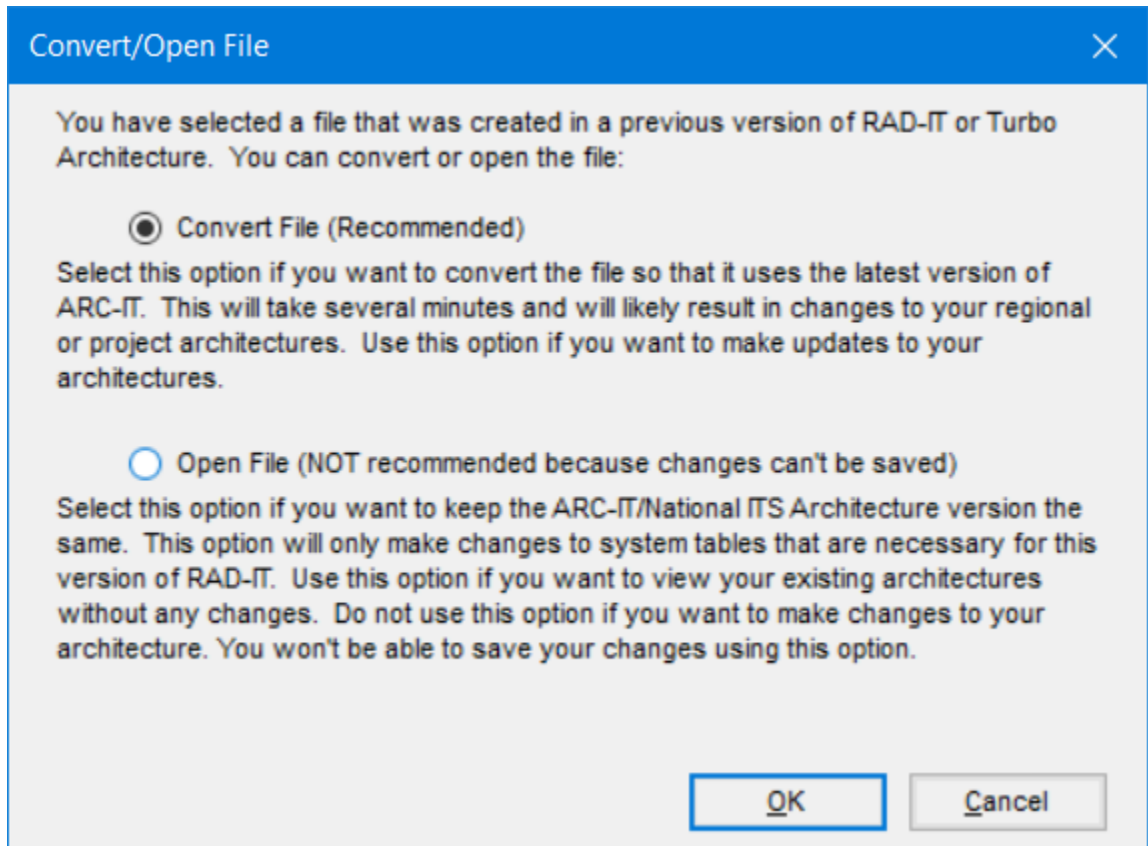 Convert/Open File
You have selected a file that was created in a previous version of RAD-IT or Turbo
Architecture.  You can convert or open the file:
Convert File (Recommended)
Select this option if you want to convert the file so that it uses the latest version of
ARC-IT.  This will take several minutes and will likely result in changes to your regional
or project architectures.  Use this option if you want to make updates to your
architectures.
Open File (NOT recommended because changes can't be saved)
Select this option if you want to keep the ARC-IT/National ITS Architecture version the
same.  This option will only make changes to system tables that are necessary for this
version of RAD-IT.  Use this option if you want to view your existing architectures
without any changes.  Do not use this option if you want to make changes to your
architecture. You won't be able to save your changes using this option.
OK
Cancel